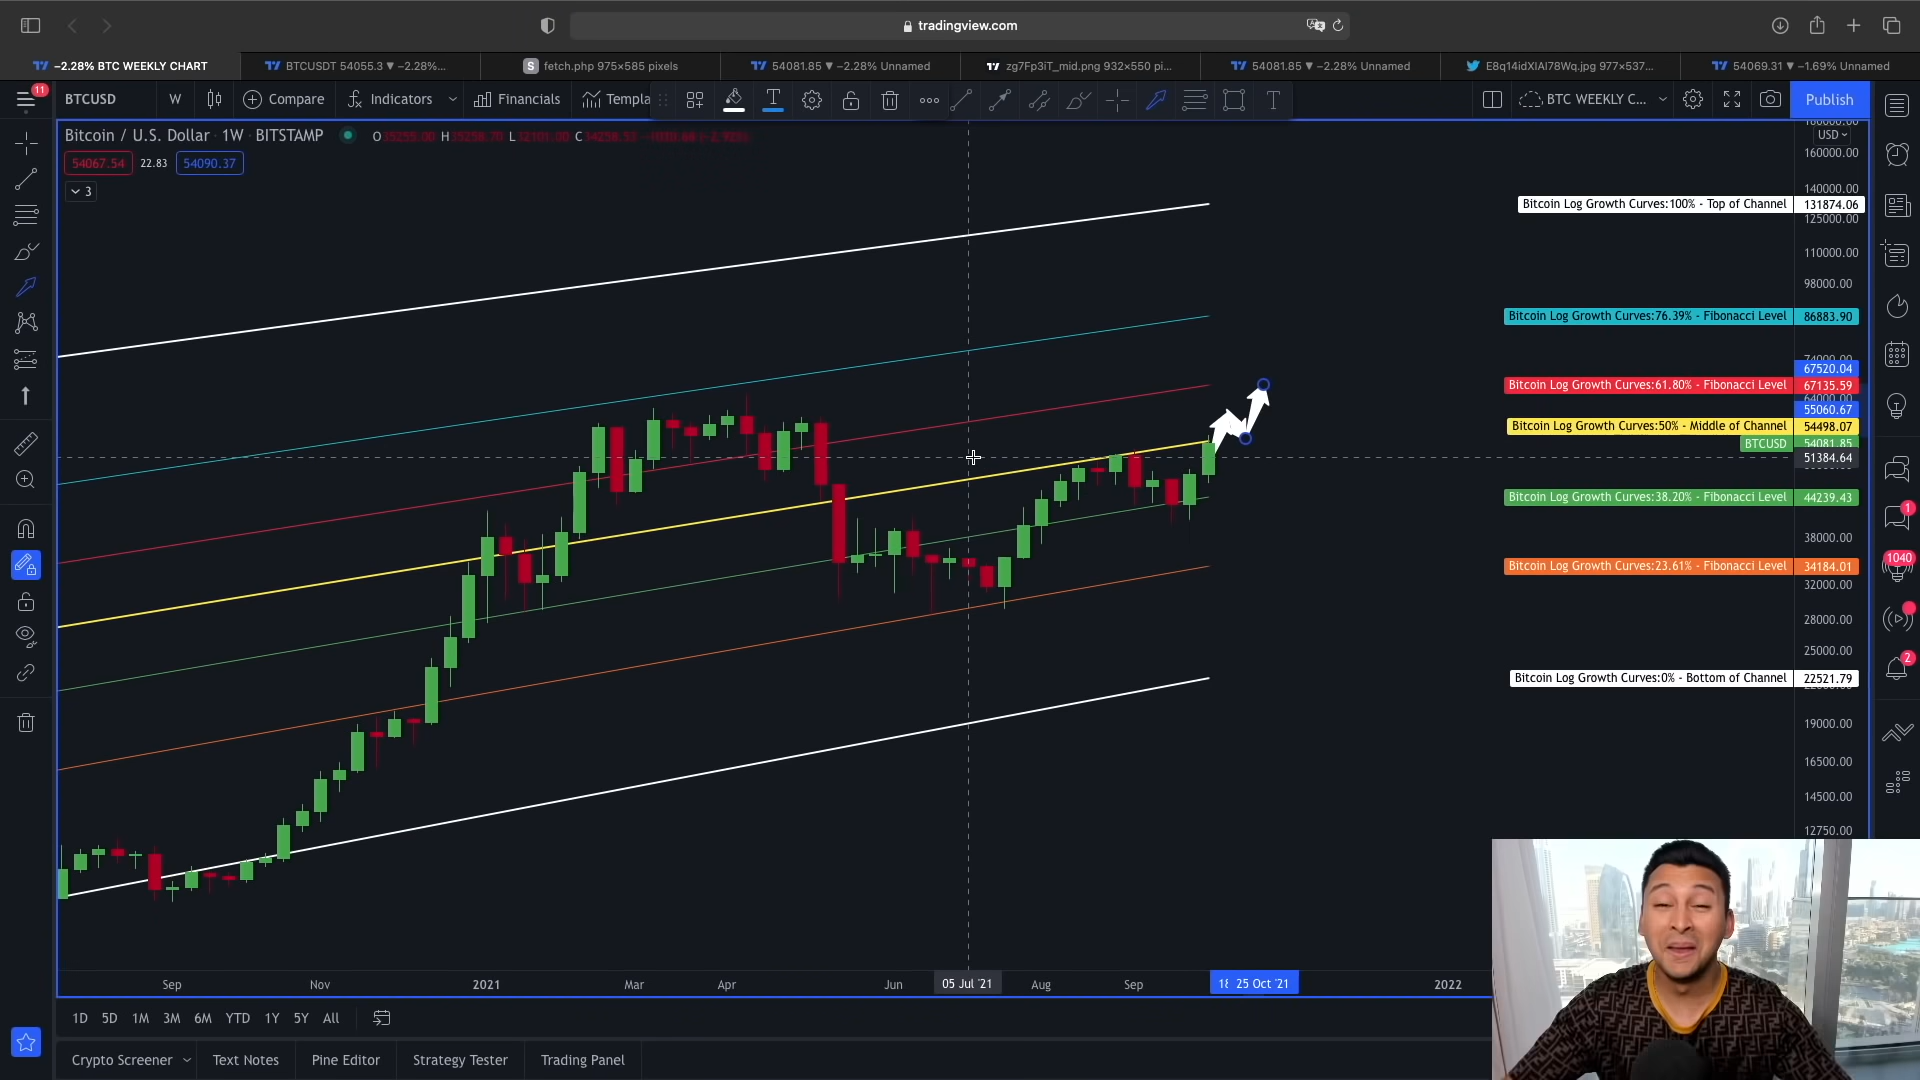 tradingview.com
−2.28% BTC WEEKLY CHART
BTCUSDT 54055.3 ▼ −2.28%...
S fetch.php 975×585 pixels
54081.85 ▼ −2.28% Unnamed
zg7Fp3iT_mid.png 932×550 pi...
54081.85 ▼ −2.28% Unnamed
E8q14idXIAI78Wq.jpg 977×537...
54069.31 ▼ −1.69% Unnamed
11
BTCUSD W Compare Indicators Financials Templa
BTC WEEKLY C... Publish
Bitcoin / U.S. Dollar · 1W · BITSTAMP
O H L C
54067.54 22.83 54090.37
3
USD
160000.00
140000.00
Bitcoin Log Growth Curves:100% - Top of Channel 131874.06
125000.00
110000.00
98000.00
Bitcoin Log Growth Curves:76.39% - Fibonacci Level 86883.90
67520.04
Bitcoin Log Growth Curves:61.80% - Fibonacci Level 67135.59
55060.67
Bitcoin Log Growth Curves:50% - Middle of Channel 54498.07
BTCUSD 54081.85
51384.64
Bitcoin Log Growth Curves:38.20% - Fibonacci Level 44239.43
38000.00
Bitcoin Log Growth Curves:23.61% - Fibonacci Level 34184.01
32000.00
28000.00
25000.00
Bitcoin Log Growth Curves:0% - Bottom of Channel 22521.79
19000.00
16500.00
14500.00
12750.00
1
1040
2
Sep Nov 2021 Mar Apr Jun 05 Jul '21 Aug Sep 25 Oct '21 2022
1D 5D 1M 3M 6M YTD 1Y 5Y All
Crypto Screener Text Notes Pine Editor Strategy Tester Trading Panel